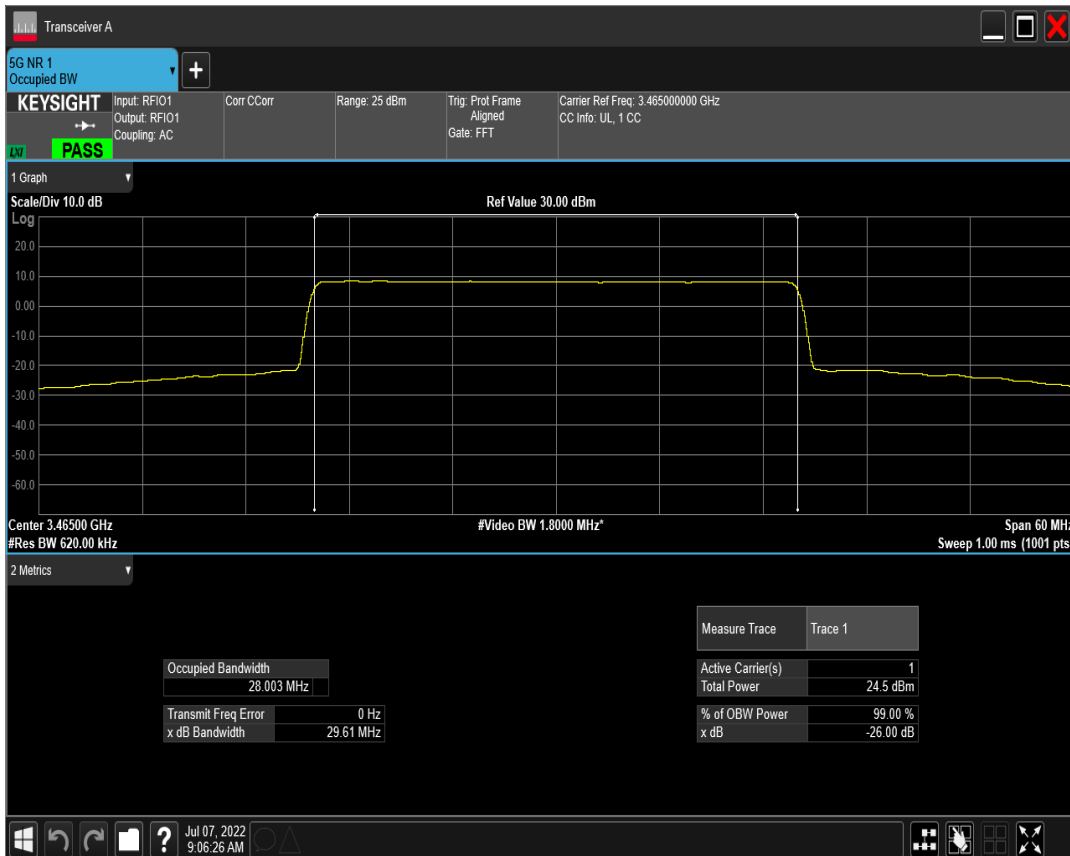 Transceiver A
5G NR 1
Occupied BW
KEYSIGHT
LXI
PASS
Input: RFIO1
Output: RFIO1
Coupling: AC
Corr CCorr
Range: 25 dBm
Trig: Prot Frame
Aligned
Gate: FFT
Carrier Ref Freq: 3.465000000 GHz
CC Info: UL, 1 CC
1 Graph
Scale/Div 10.0 dB
Ref Value 30.00 dBm
Log
20.0
10.0
0.00
-10.0
-20.0
-30.0
-40.0
-50.0
-60.0
Center 3.46500 GHz
#Video BW 1.8000 MHz*
Span 60 MHz
#Res BW 620.00 kHz
Sweep 1.00 ms (1001 pts
2 Metrics
Measure Trace Trace 1
Occupied Bandwidth
28.003 MHz
Active Carrier(s) 1
Total Power 24.5 dBm
Transmit Freq Error 0 Hz
x dB Bandwidth 29.61 MHz
% of OBW Power 99.00 %
x dB -26.00 dB
?
Jul 07, 2022
9:06:26 AM